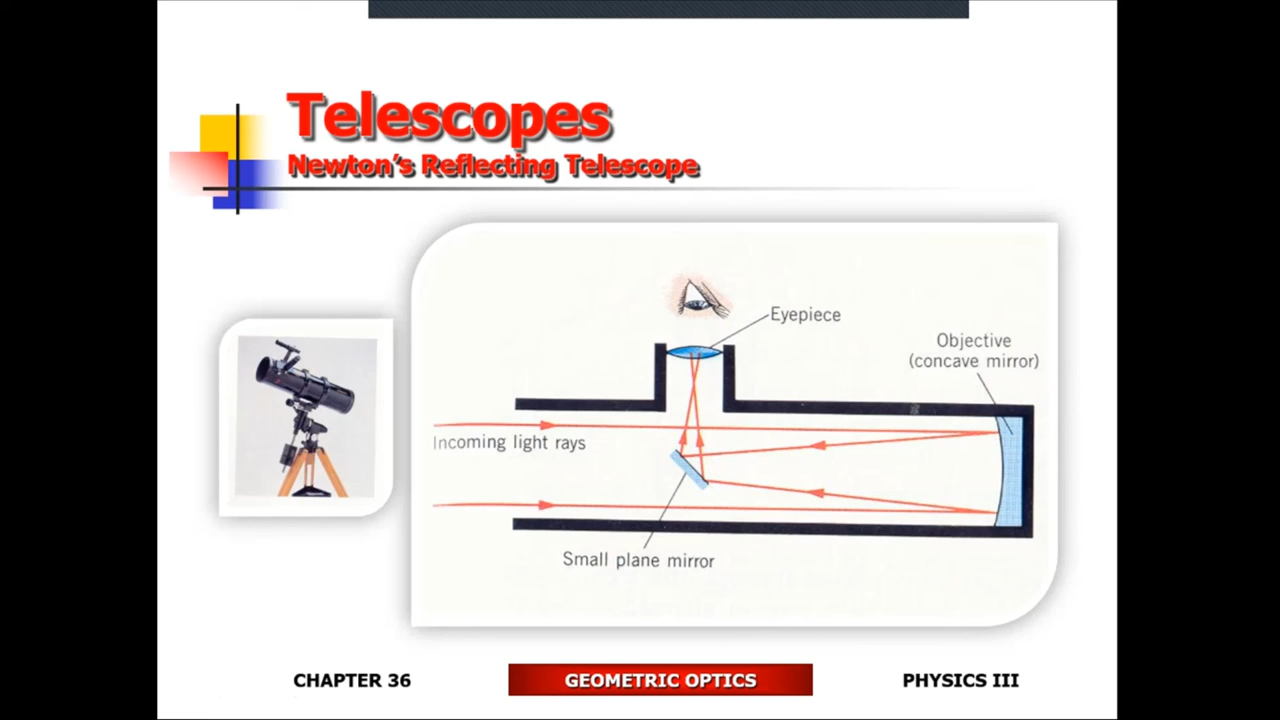 Telescopes
Newton's Reflecting Telescope
Eyepiece
Objective
(concave mirror)
Incoming light rays
Small plane mirror
CHAPTER 36
GEOMETRIC OPTICS
PHYSICS III